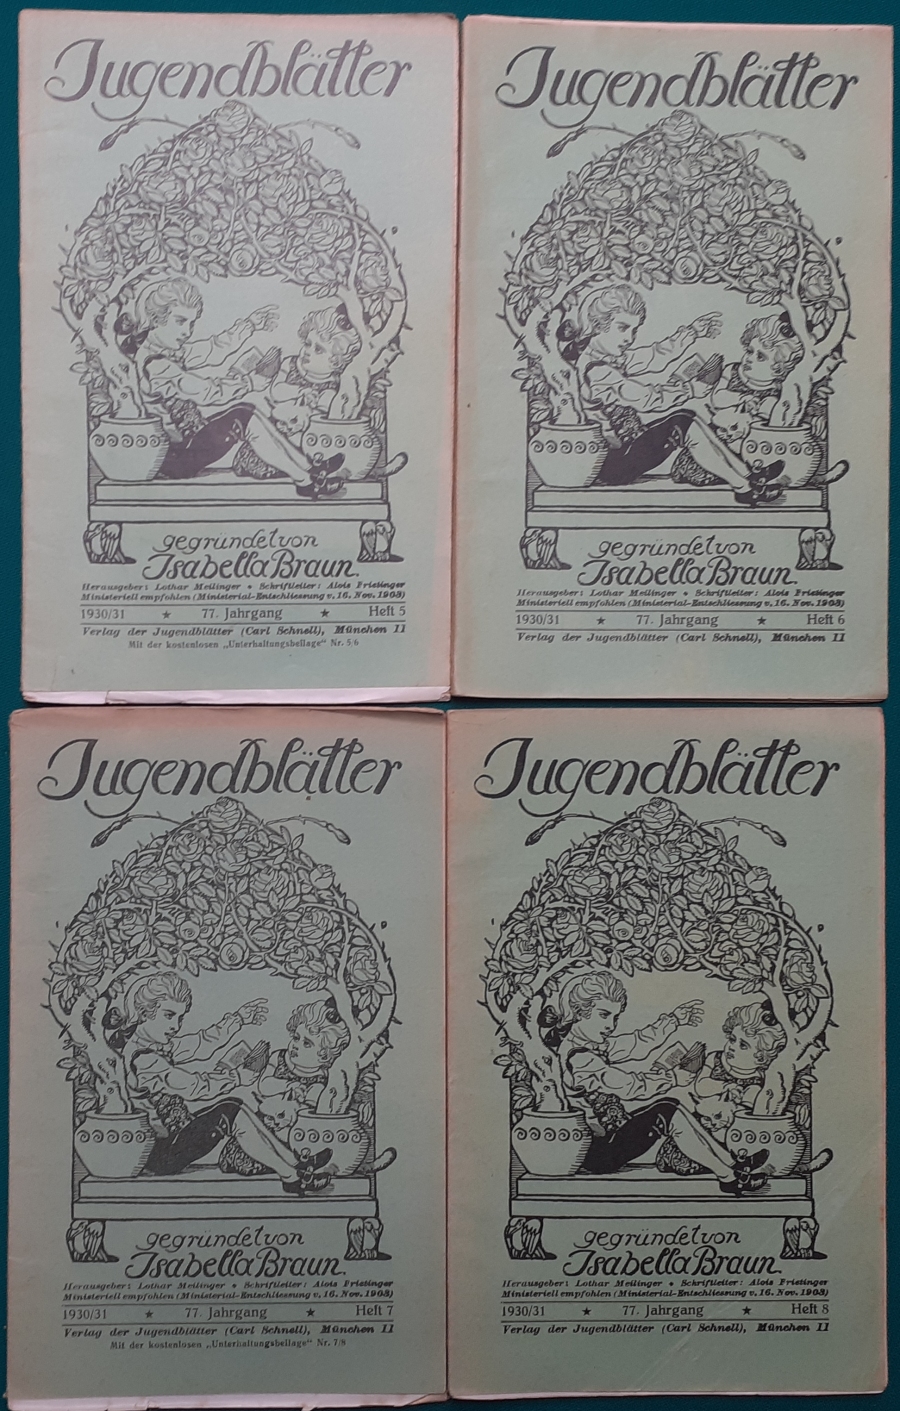 Jugendblätter
gegründet von
Isabella Braun.
Herausgeber: Lothar Meilinger * Schriftleiter: Alois Frietinger
Ministeriell empfohlen (Ministerial-Entschliessung v. 16. Nov. 1903)
1930/31 ★ 77. Jahrgang ★ Heft 5
Verlag der Jugendblätter (Carl Schnell), München 11
Mit der kostenlosen „Unterhaltungsbeilage" Nr. 5/6
Jugendblätter
gegründet von
Isabella Braun.
Herausgeber: Lothar Meilinger * Schriftleiter: Alois Frietinger
Ministeriell empfohlen (Ministerial-Entschliessung v. 16. Nov. 1903)
1930/31 ★ 77. Jahrgang ★ Heft 6
Verlag der Jugendblätter (Carl Schnell), München 11
Jugendblätter
gegründet von
Isabella Braun.
Herausgeber: Lothar Meilinger * Schriftleiter: Alois Frietinger
Ministeriell empfohlen (Ministerial-Entschliessung v. 16. Nov. 1903)
1930/31 ★ 77. Jahrgang ★ Heft 7
Verlag der Jugendblätter (Carl Schnell), München 11
Mit der kostenlosen „Unterhaltungsbeilage" Nr. 7/8
Jugendblätter
gegründet von
Isabella Braun.
Herausgeber: Lothar Meilinger * Schriftleiter: Alois Frietinger
Ministeriell empfohlen (Ministerial-Entschliessung v. 16. Nov. 1903)
1930/31 ★ 77. Jahrgang ★ Heft 8
Verlag der Jugendblätter (Carl Schnell), München 11